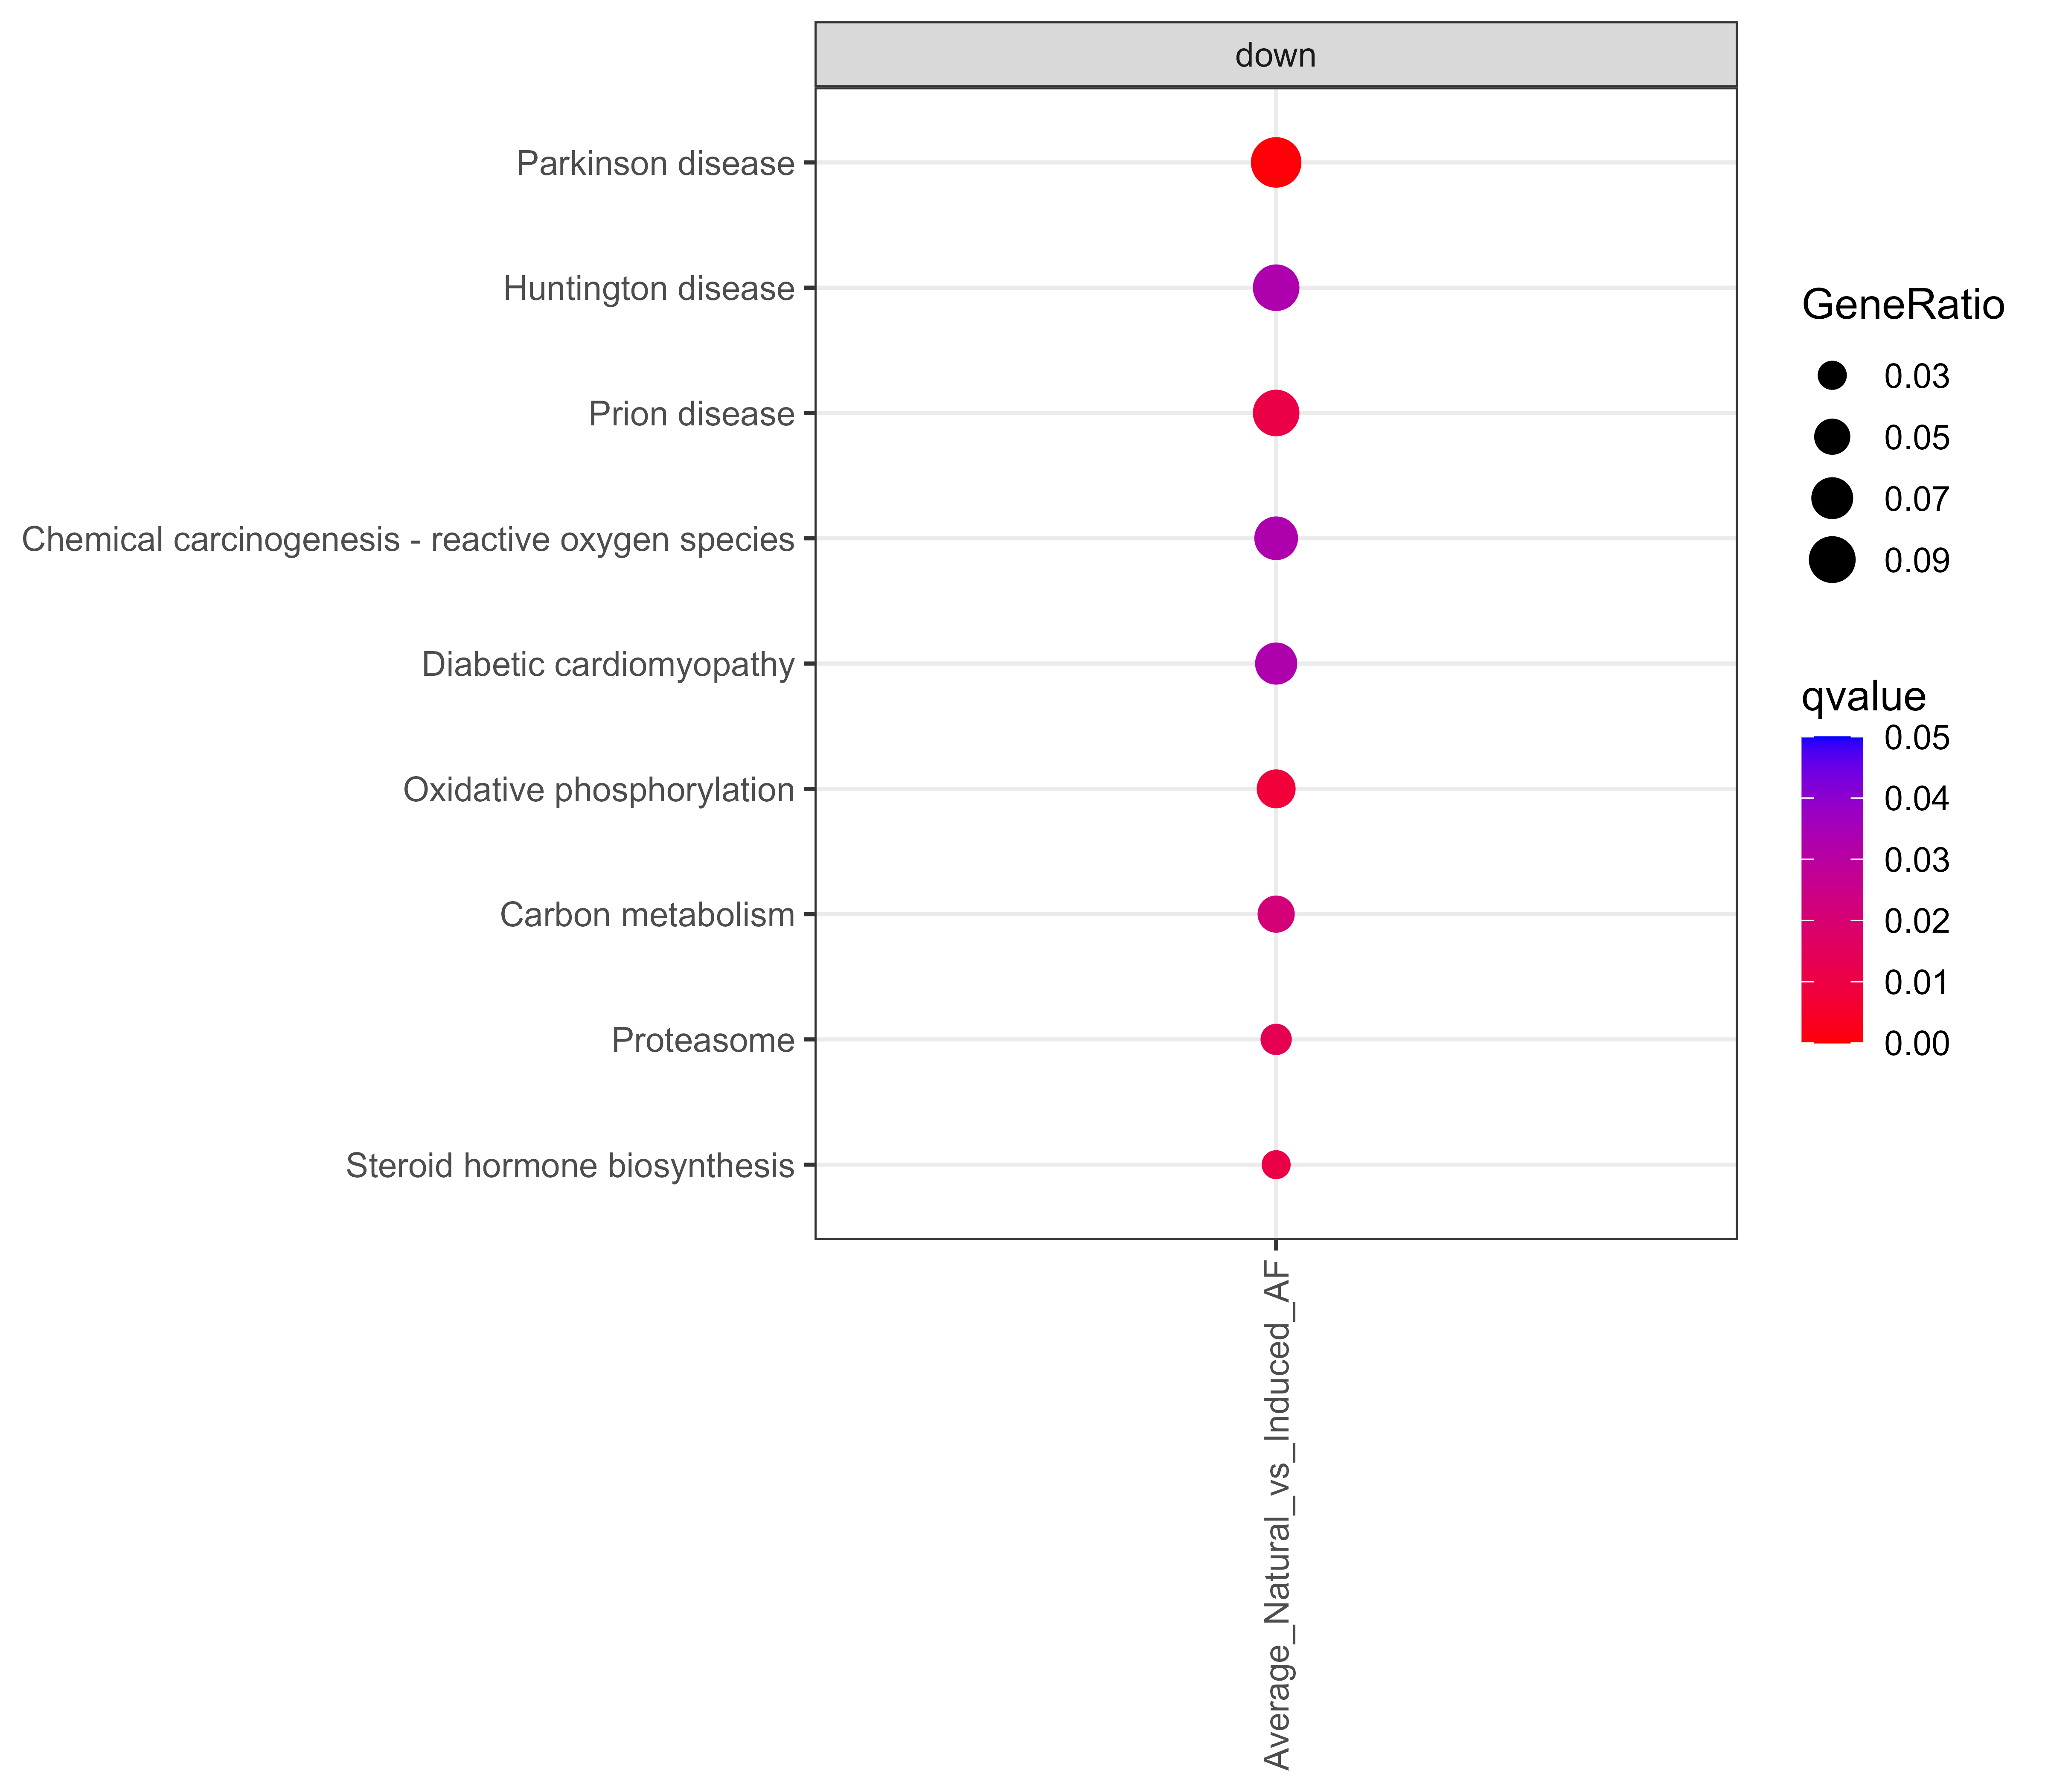 down
Parkinson disease
Huntington disease
Prion disease
Chemical carcinogenesis - reactive oxygen species
Diabetic cardiomyopathy
Oxidative phosphorylation
Carbon metabolism
Proteasome
Steroid hormone biosynthesis
Average_Natural_vs_Induced_AF
GeneRatio
0.03
0.05
0.07
0.09
qvalue
0.05
0.04
0.03
0.02
0.01
0.00